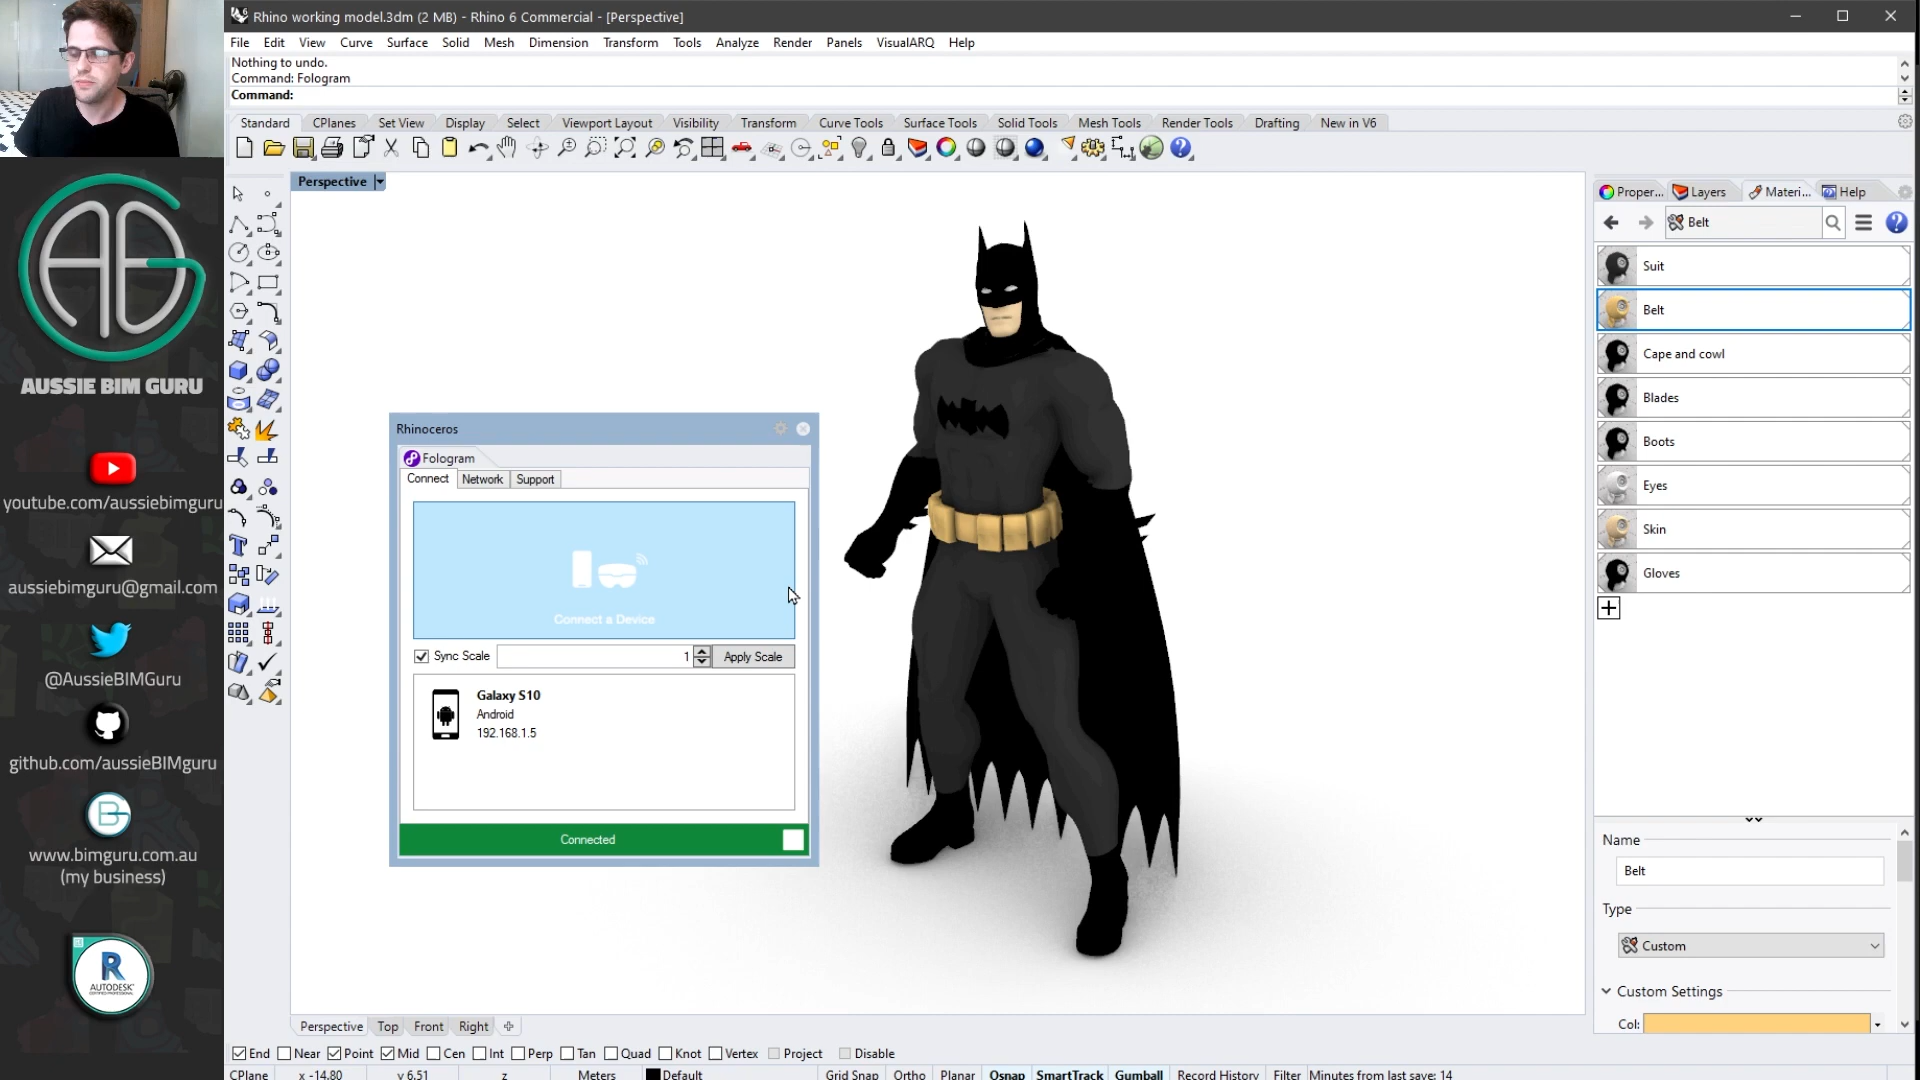 Rhino working model.3dm (2 MB) - Rhino 6 Commercial - [Perspective]
File Edit View Curve Surface Solid Mesh Dimension Transform Tools Analyze Render Panels VisualARQ Help
Nothing to undo.
Command: Fologram
Command:
Standard CPlanes Set View Display Select Viewport Layout Visibility Transform Curve Tools Surface Tools Solid Tools Mesh Tools Render Tools Drafting New in V6
Perspective
Proper... Layers Materi... Help
Belt
Suit
Belt
Cape and cowl
Blades
Boots
Eyes
Skin
Gloves
Name
Belt
Type
Custom
Custom Settings
Col:
Rhinoceros
Fologram
Connect Network Support
Connect a Device
Sync Scale 1 Apply Scale
Galaxy S10
Android
192.168.1.5
Connected
ABG
AUSSIE BIM GURU
youtube.com/aussiebimguru
aussiebimguru@gmail.com
@AussieBIMGuru
github.com/aussieBIMguru
www.bimguru.com.au
(my business)
R
AUTODESK
CERTIFIED PROFESSIONAL
Perspective Top Front Right
End Near Point Mid Cen Int Perp Tan Quad Knot Vertex Project Disable
CPlane x -14.80 y 6.51 z Meters Default Grid Snap Ortho Planar Osnap SmartTrack Gumball Record History Filter Minutes from last save: 14